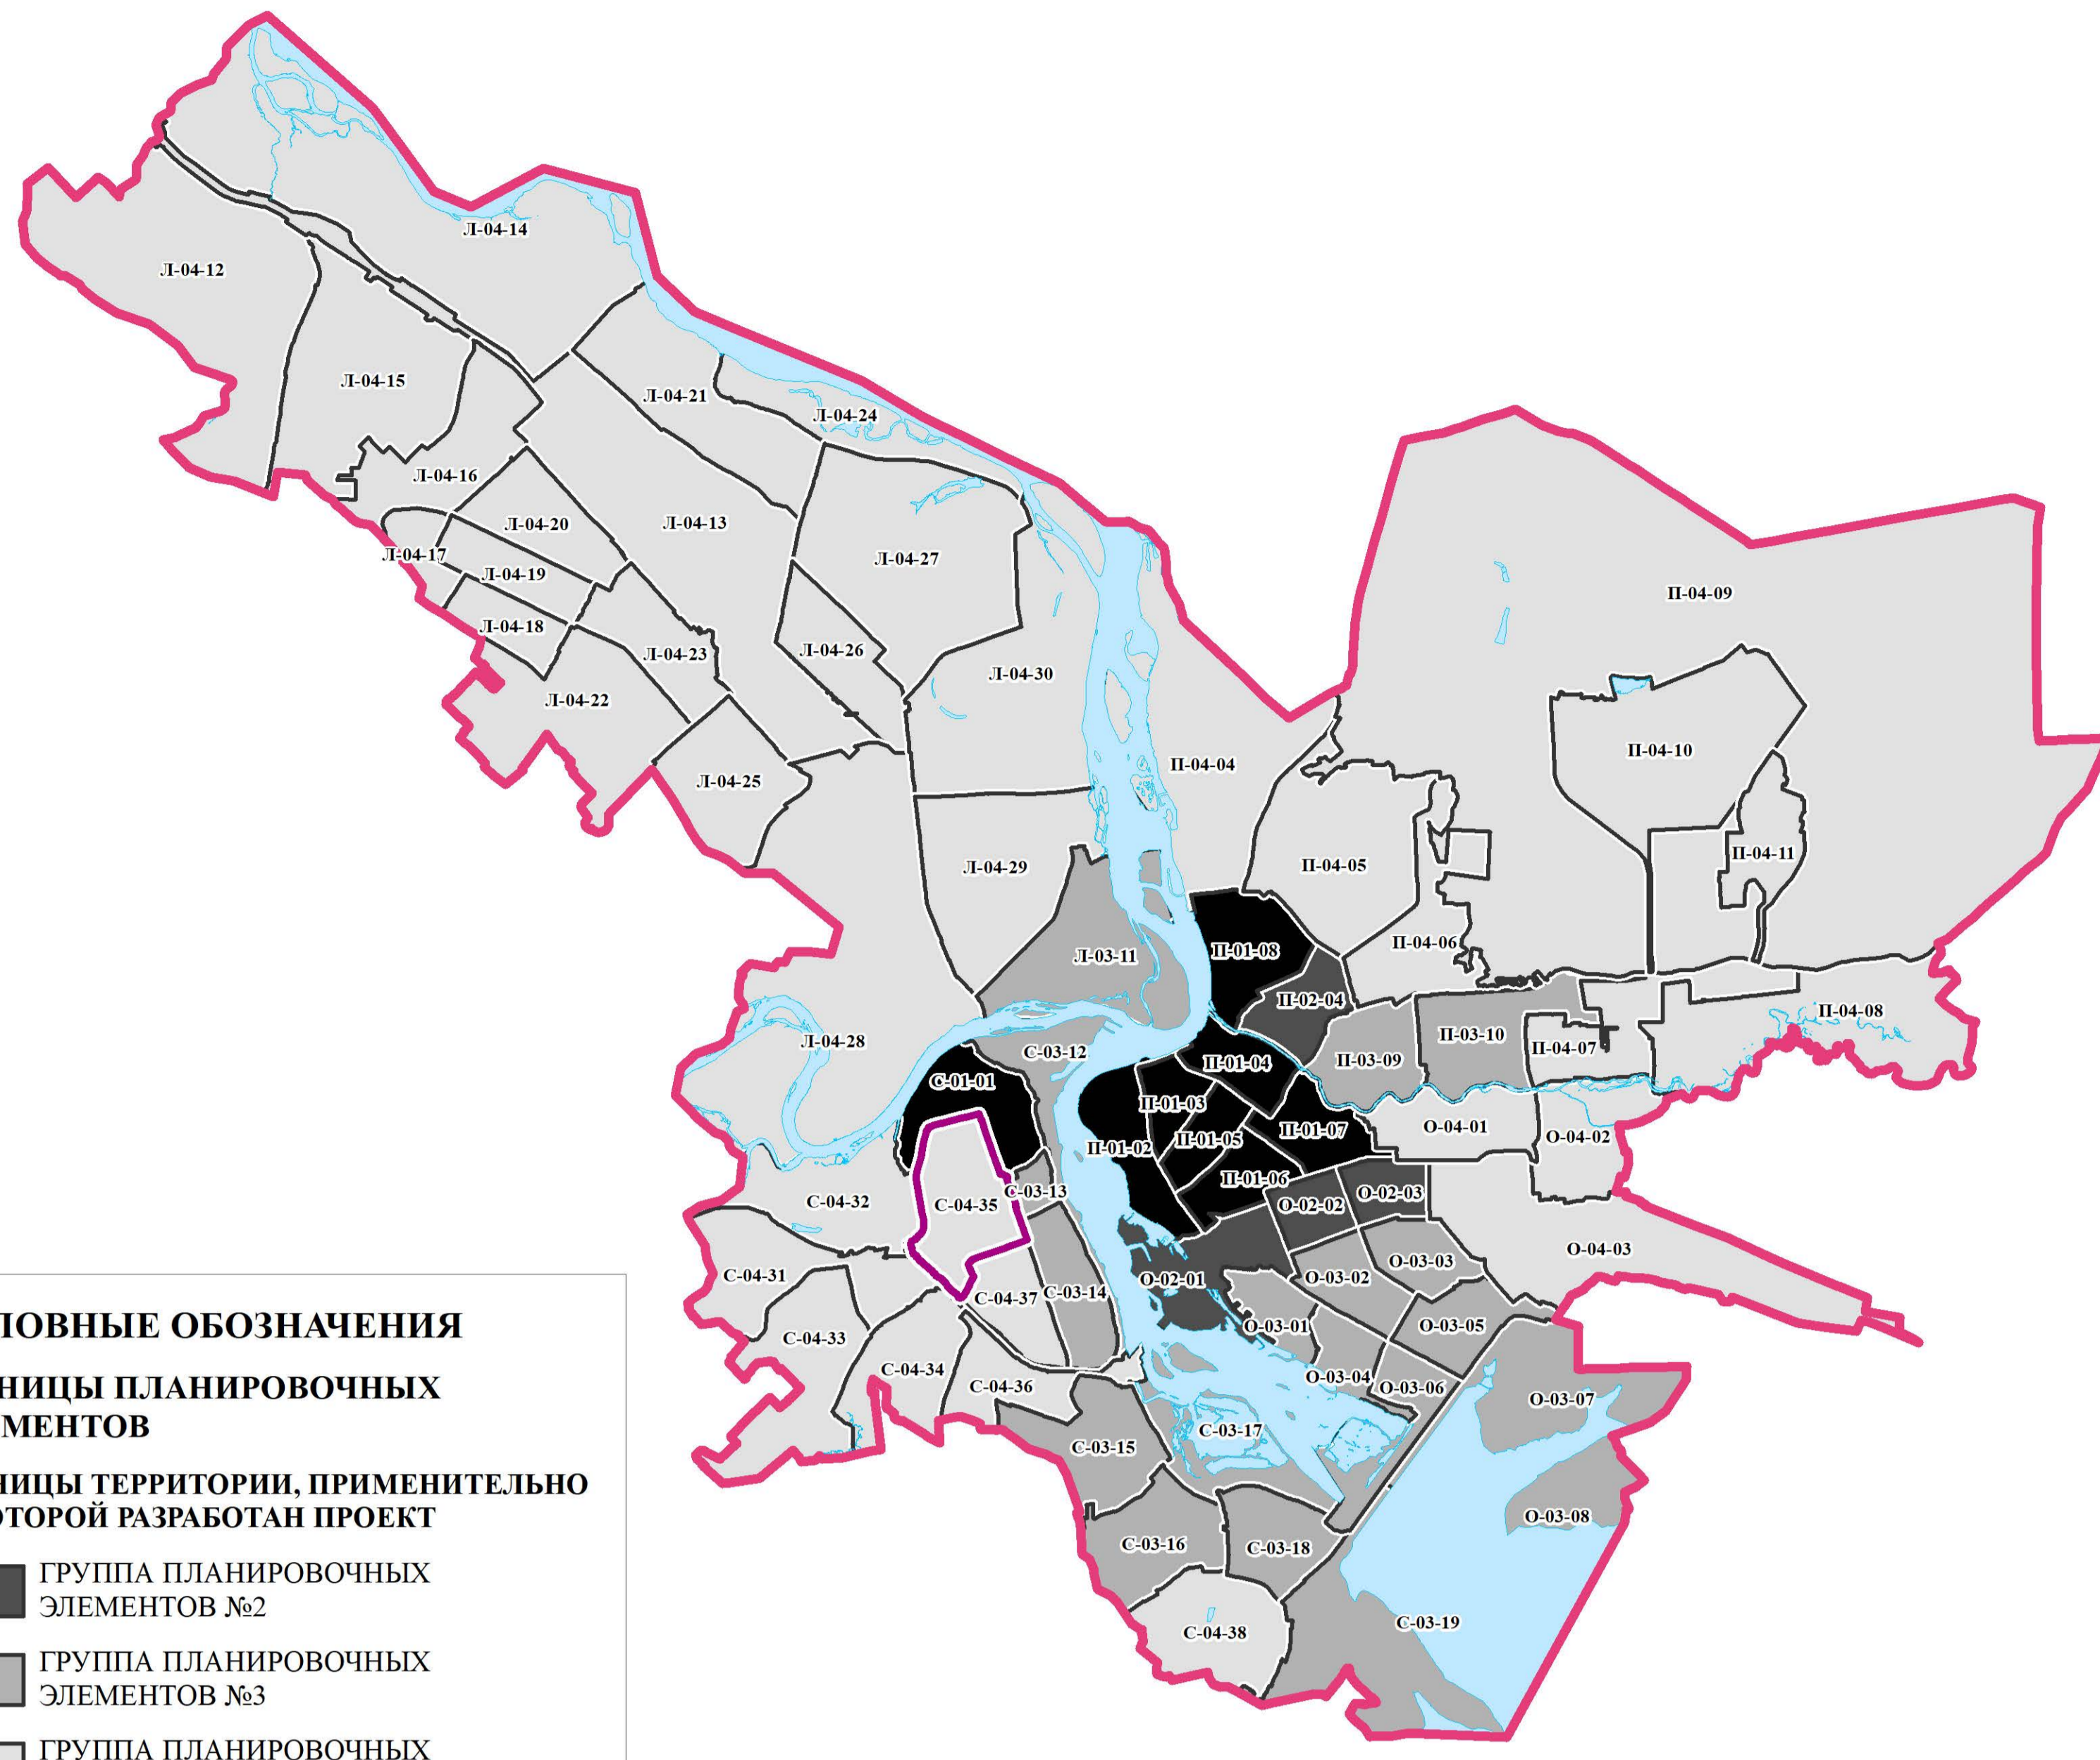 Л-04-14
Л-04-12
Л-04-15
Л-04-21
Л-04-24
Л-04-16
Л-04-20
Л-04-13
Л-04-17
Л-04-27
Л-04-19
П-04-09
Л-04-18
Л-04-23
Л-04-26
Л-04-30
Л-04-22
П-04-10
П-04-04
Л-04-25
П-04-11
Л-04-29
П-04-05
П-04-06
Л-03-11
П-01-08
П-02-04
П-04-08
Л-04-28
П-03-10
П-04-07
С-03-12
П-03-09
П-01-04
С-01-01
П-01-03
О-04-01
П-01-07
О-04-02
П-01-05
П-01-02
П-01-06
С-03-13
О-02-03
С-04-32
С-04-35
О-02-02
О-04-03
О-03-03
С-04-31
О-03-02
О-02-01
С-03-14
С-04-37
О-03-01
О-03-05
С-04-33
С-04-34
О-03-04
С-04-36
О-03-06
О-03-07
С-03-17
С-03-15
О-03-08
С-03-16
С-03-18
С-03-19
С-04-38
ЛОВНЫЕ ОБОЗНАЧЕНИЯ
НИЦЫ ПЛАНИРОВОЧНЫХ
МЕНТОВ
НИЦЫ ТЕРРИТОРИИ, ПРИМЕНИТЕЛЬНО
ОТОРОЙ РАЗРАБОТАН ПРОЕКТ
ГРУППА ПЛАНИРОВОЧНЫХ
ЭЛЕМЕНТОВ №2
ГРУППА ПЛАНИРОВОЧНЫХ
ЭЛЕМЕНТОВ №3
ГРУППА ПЛАНИРОВОЧНЫХ